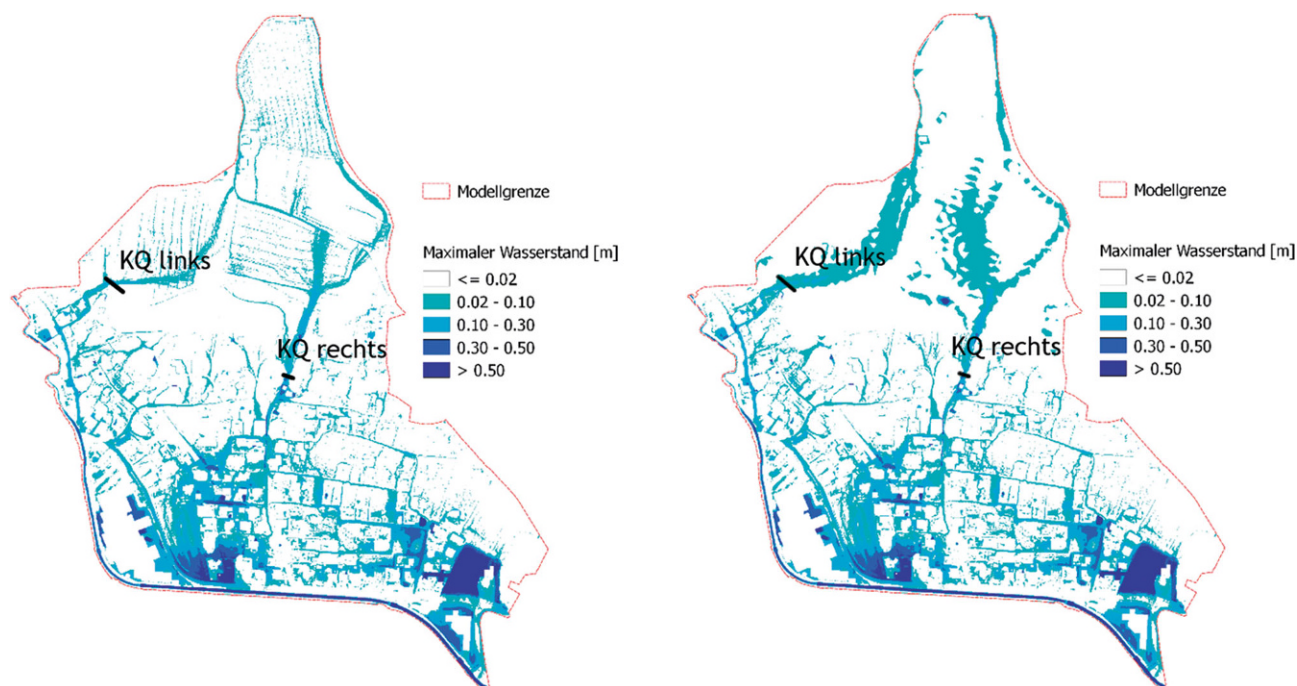 KQ links
KQ rechts
Modellgrenze
Maximaler Wasserstand [m]
<= 0.02
0.02 - 0.10
0.10 - 0.30
0.30 - 0.50
> 0.50
KQ links
KQ rechts
Modellgrenze
Maximaler Wasserstand [m]
<= 0.02
0.02 - 0.10
0.10 - 0.30
0.30 - 0.50
> 0.50